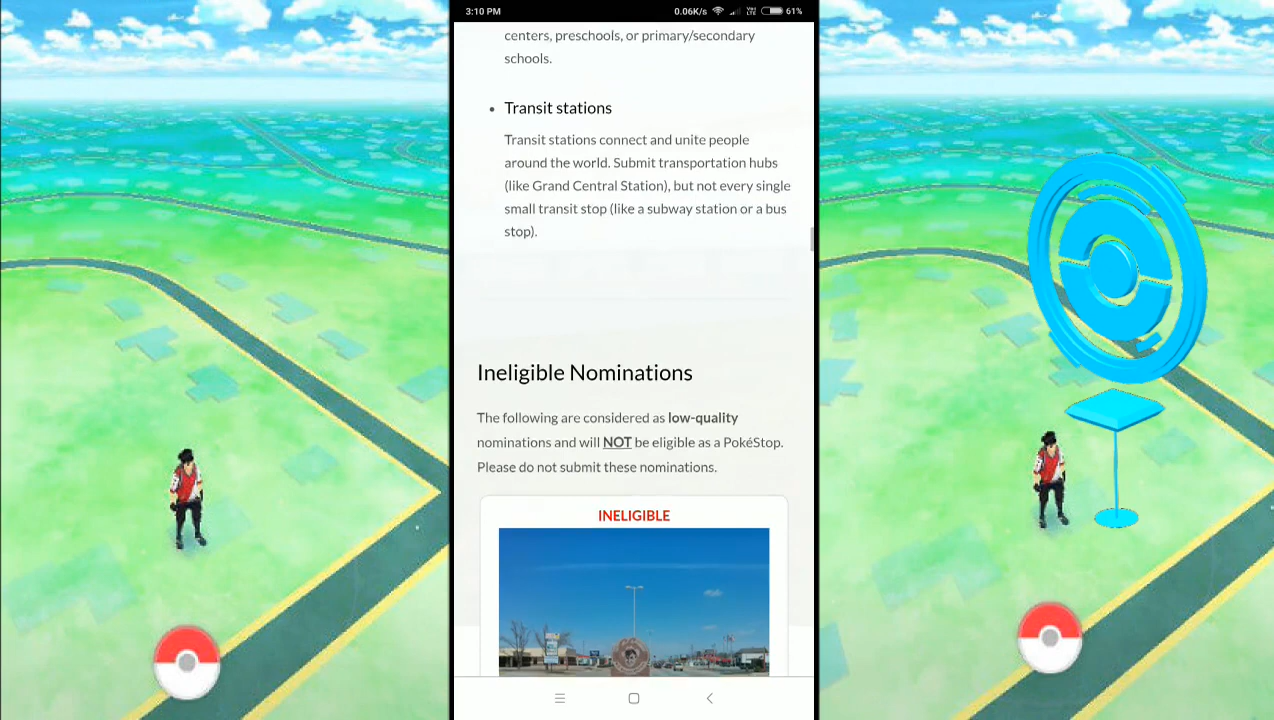 3:10 PM
0.06K/s
VoLTE
61%
centers, preschools, or primary/secondary
schools.
• Transit stations
Transit stations connect and unite people
around the world. Submit transportation hubs
(like Grand Central Station), but not every single
small transit stop (like a subway station or a bus
stop).
Ineligible Nominations
The following are considered as low-quality
nominations and will NOT be eligible as a PokéStop.
Please do not submit these nominations.
INELIGIBLE